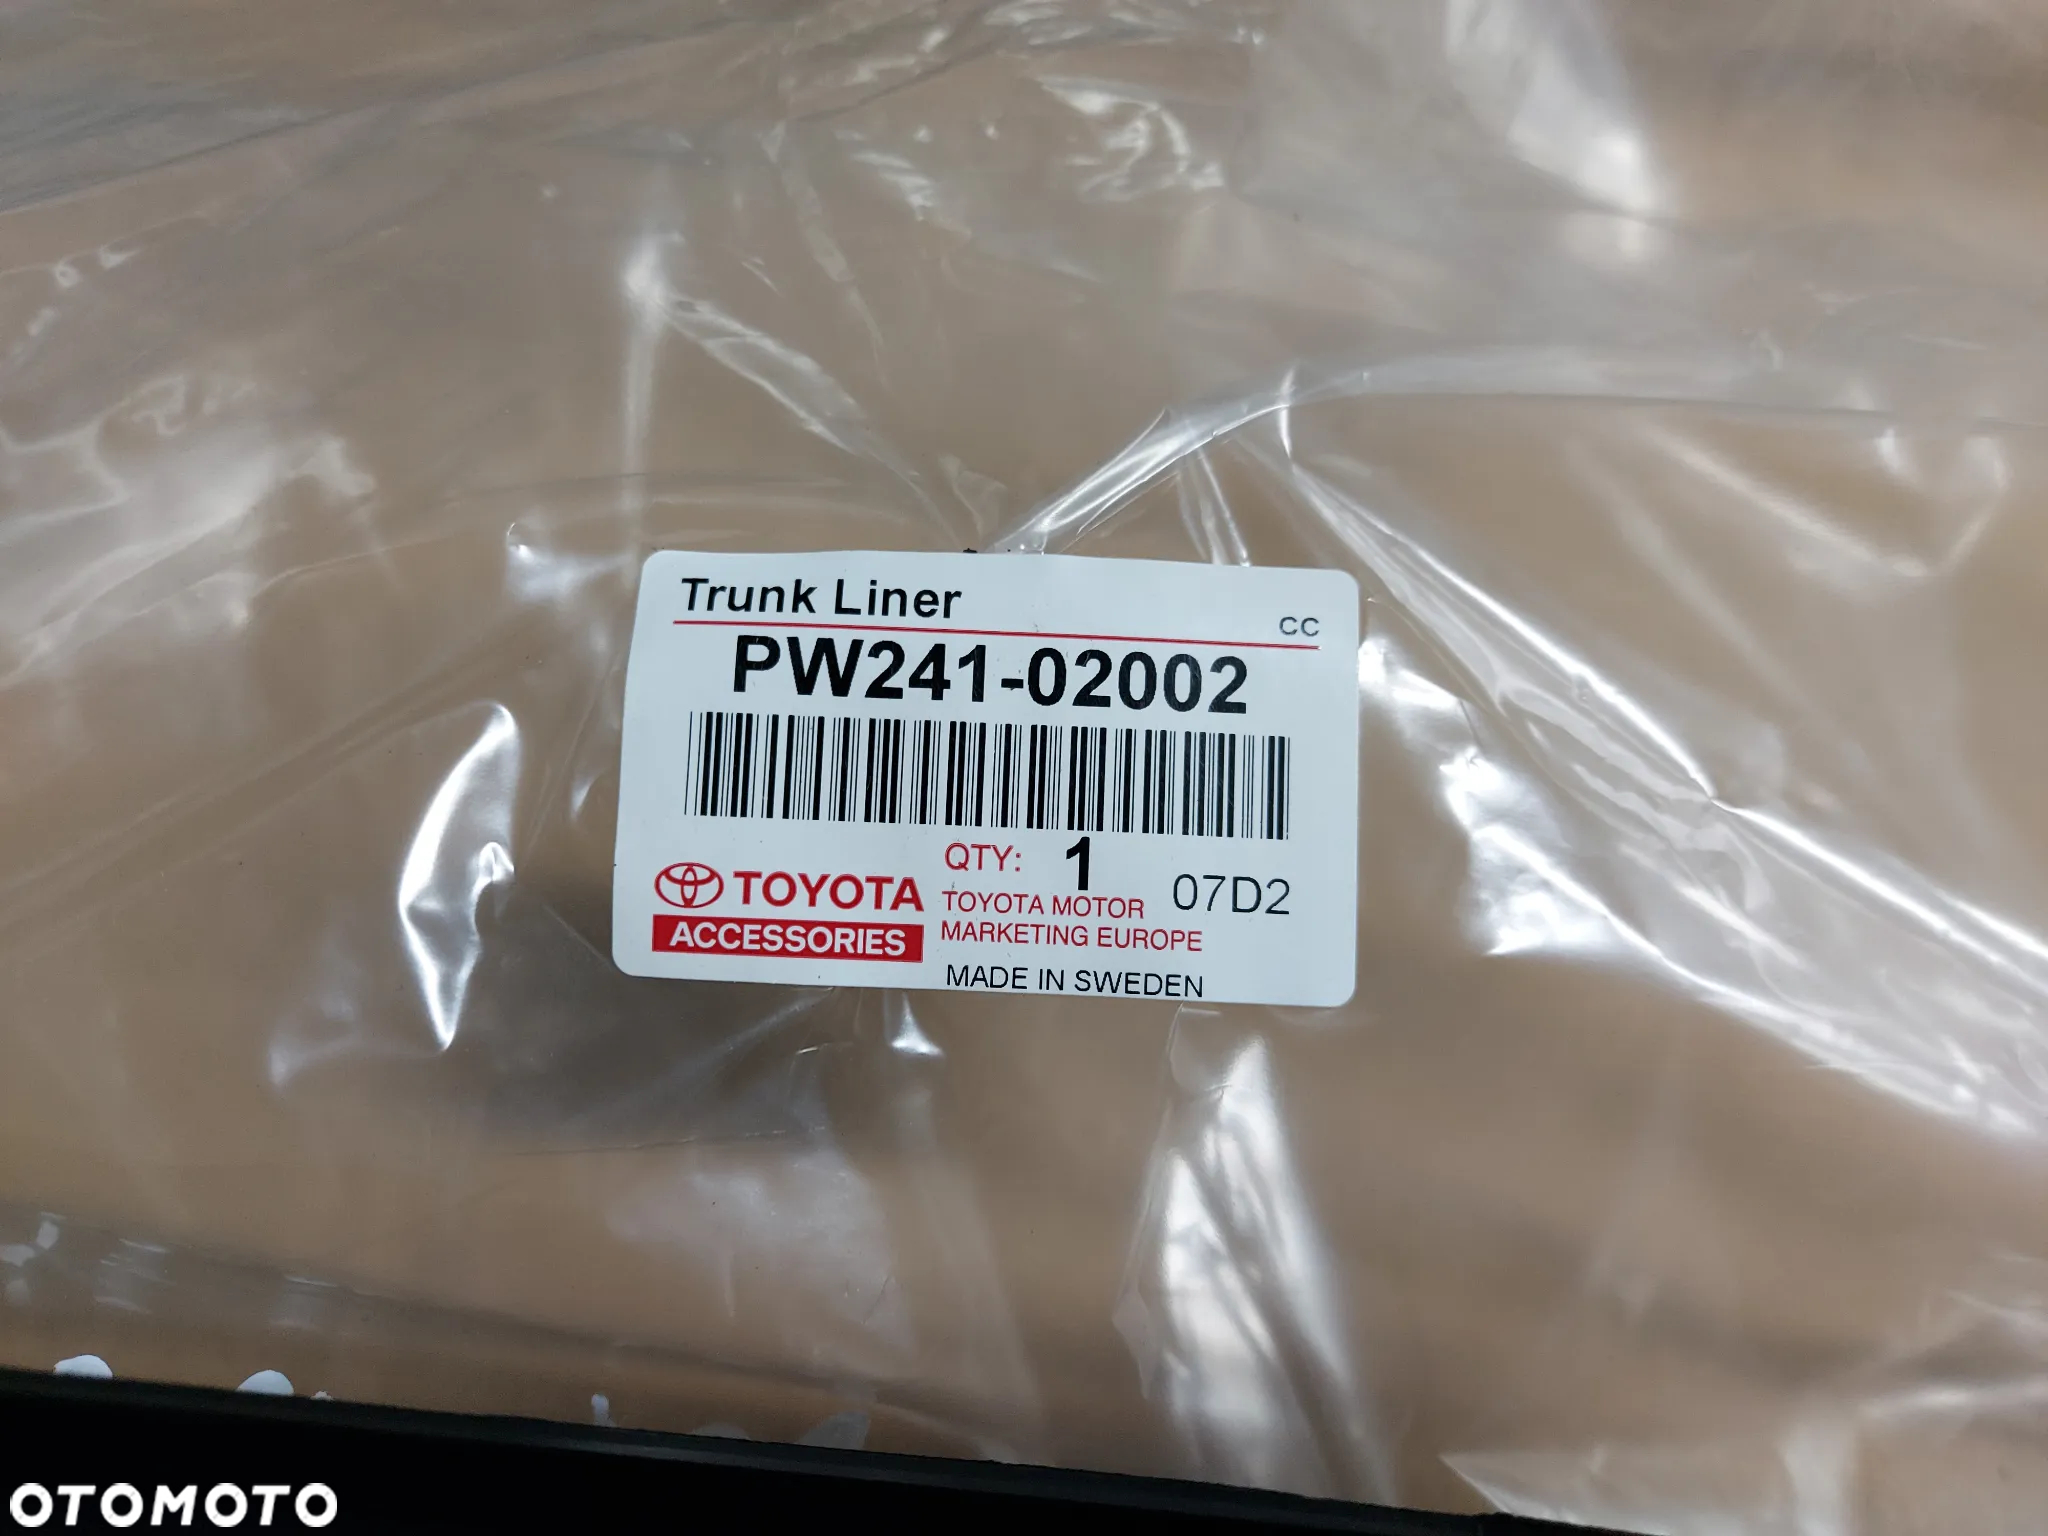 Trunk Liner
CC
PW241-02002
QTY: 1
07D2
TOYOTA
ACCESSORIES
TOYOTA MOTOR
MARKETING EUROPE
MADE IN SWEDEN
OTOMOTO